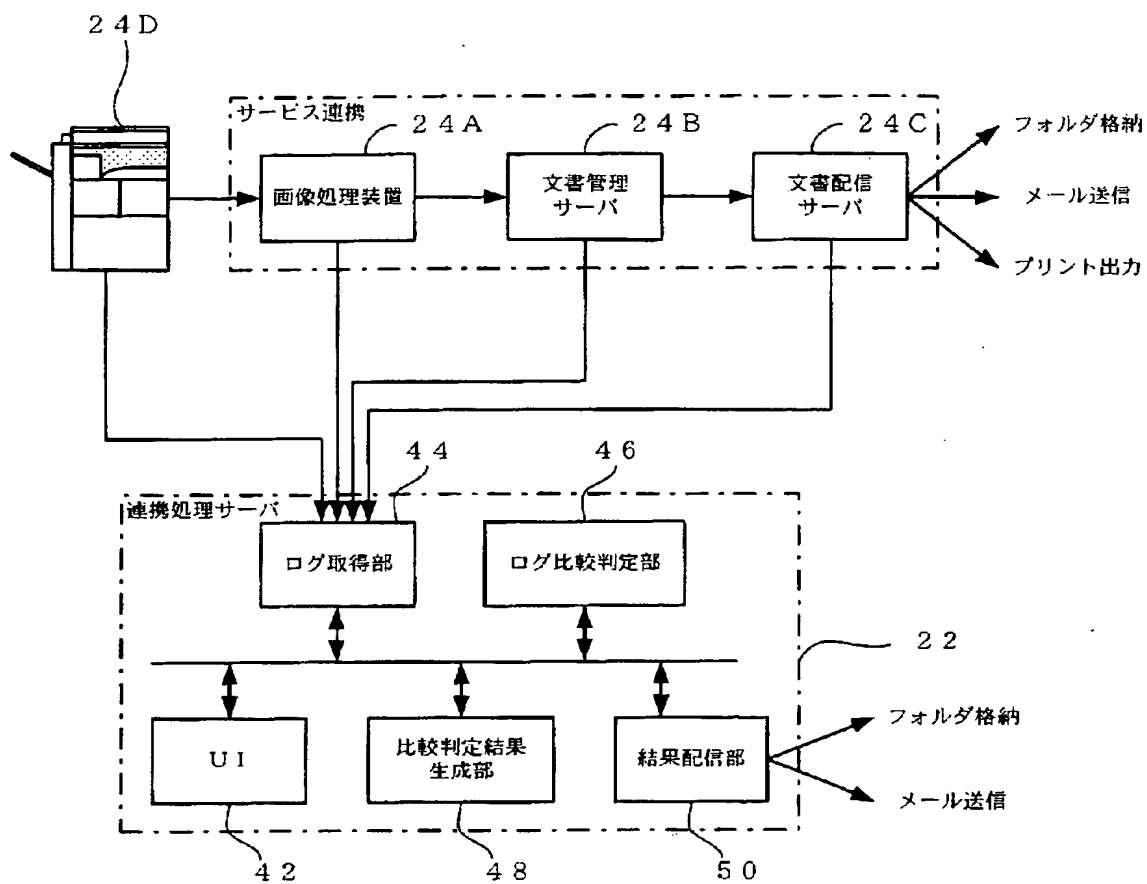 ２４D
サービス連携
２４A
２４B
２４C
画像処理装置
文書管理
サーバ
文書配信
サーバ
フォルダ格納
メール送信
プリント出力
４４
４６
連携処理サーバ
ログ取得部
ログ比較判定部
２２
UI
比較判定結果
生成部
結果配信部
フォルダ格納
メール送信
４２
４８
５０